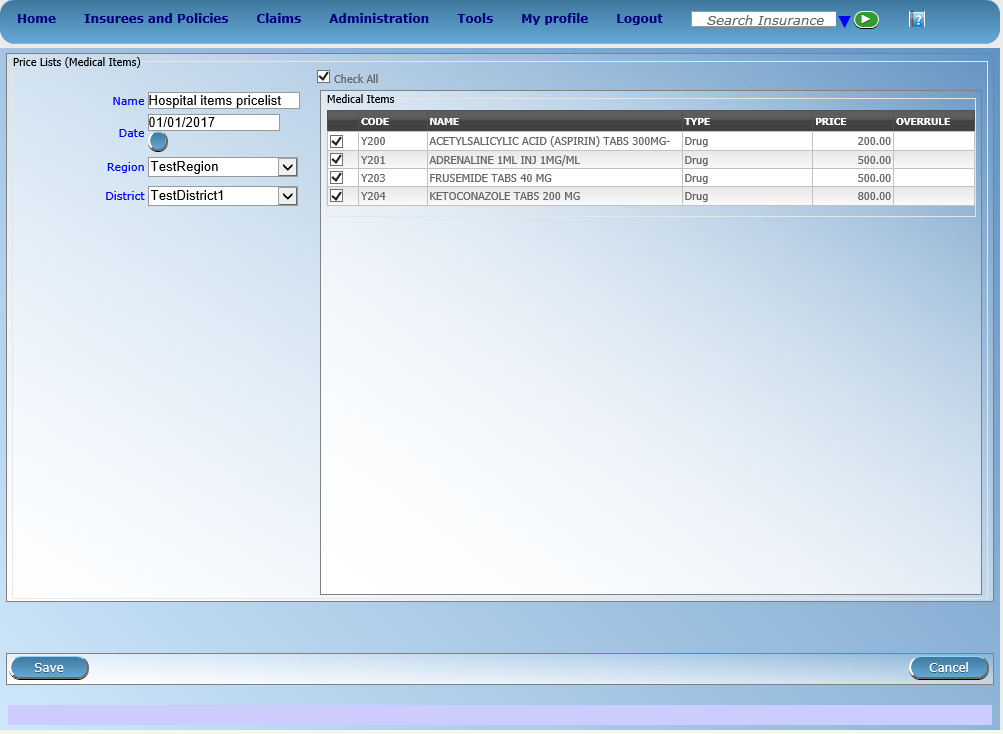 Home Insurees and Policies Claims Administration Tools My profile Logout Search Insurance ?
Price Lists (Medical Items)
Check All
Name Hospital items pricelist
Date 01/01/2017
Region TestRegion
District TestDistrict1
Medical Items
CODE NAME TYPE PRICE OVERRULE
Y200 ACETYLSALICYLIC ACID (ASPIRIN) TABS 300MG- Drug 200.00
Y201 ADRENALINE 1ML INJ 1MG/ML Drug 500.00
Y203 FRUSEMIDE TABS 40 MG Drug 500.00
Y204 KETOCONAZOLE TABS 200 MG Drug 800.00
Save Cancel